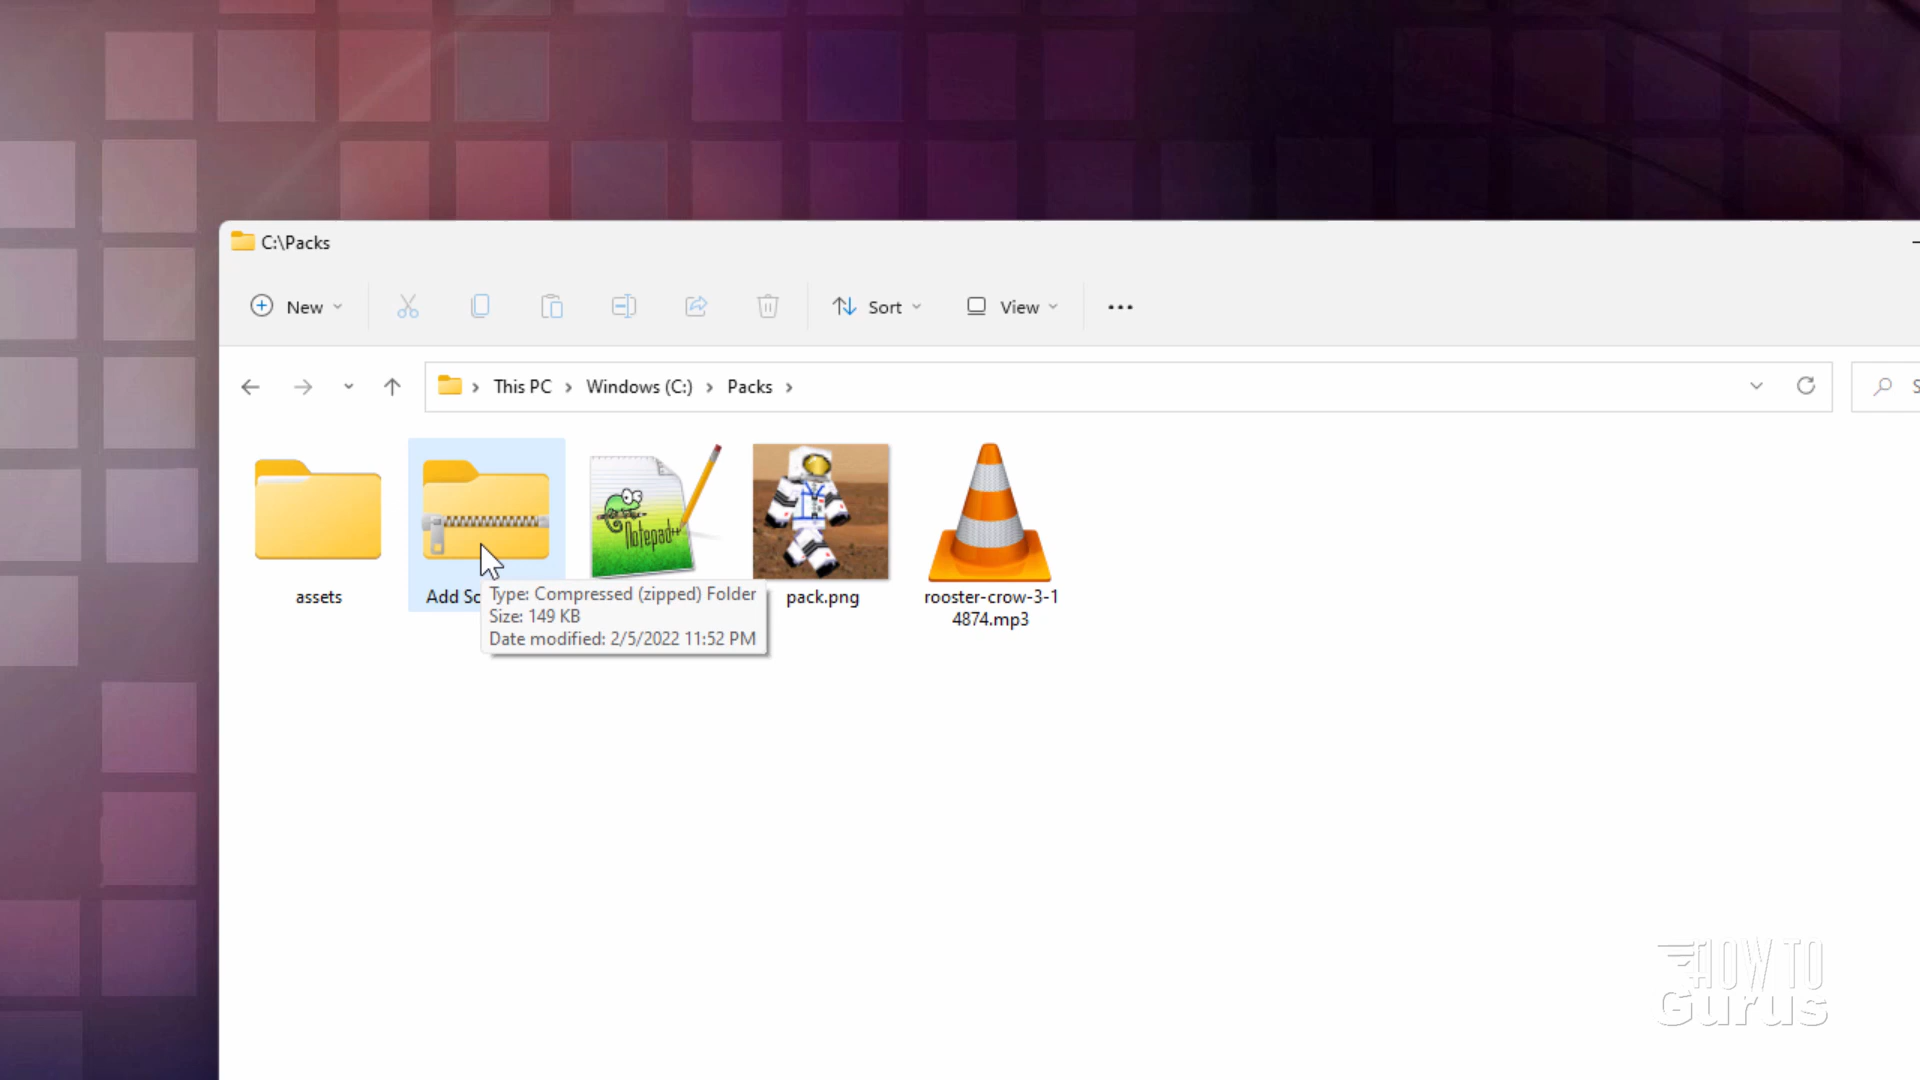 C:\Packs
New
Sort
View
This PC
Windows (C:)
Packs
Notepad++
assets
Add Sc
Type: Compressed (zipped) Folder
Size: 149 KB
Date modified: 2/5/2022 11:52 PM
pack.png
rooster-crow-3-1
4874.mp3
HOW TO
Gurus